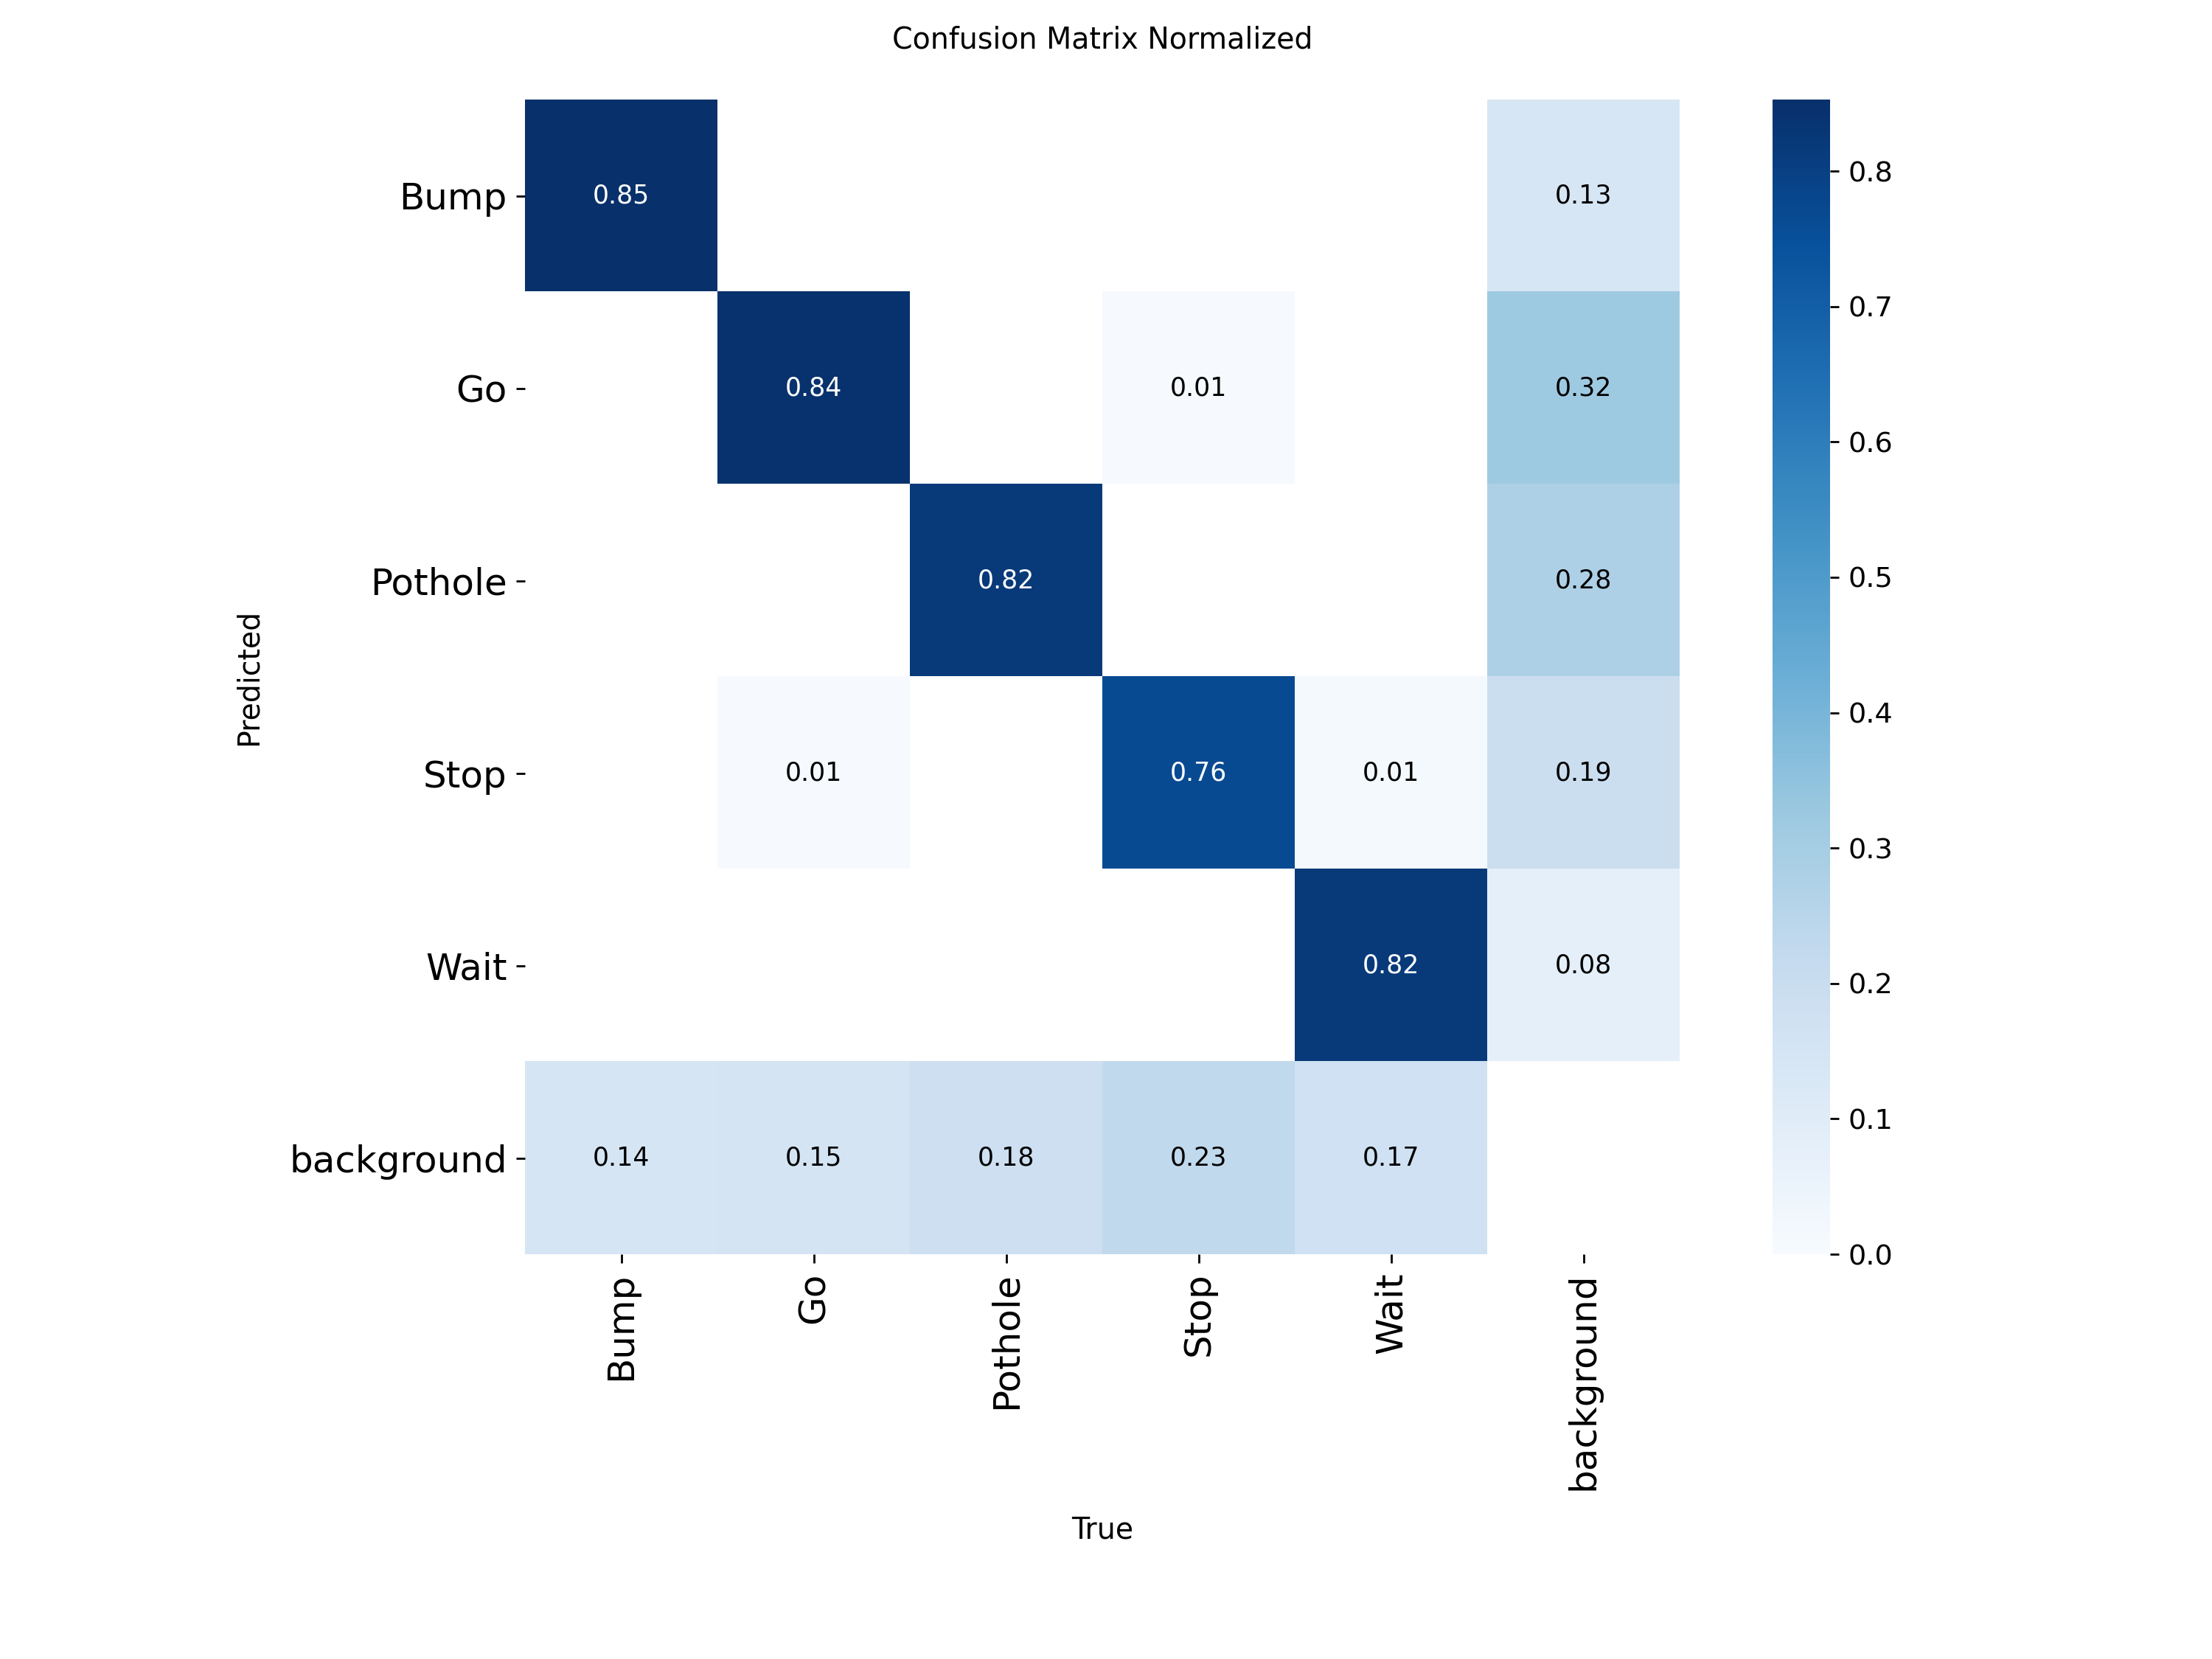 Confusion Matrix Normalized
Bump
0.85
0.13
Go
0.84
0.01
0.32
Pothole
0.82
0.28
Stop
0.01
0.76
0.01
0.19
Wait
0.82
0.08
background
0.14
0.15
0.18
0.23
0.17
Predicted
Bump
Go
Pothole
Stop
Wait
background
True
0.8
0.7
0.6
0.5
0.4
0.3
0.2
0.1
0.0